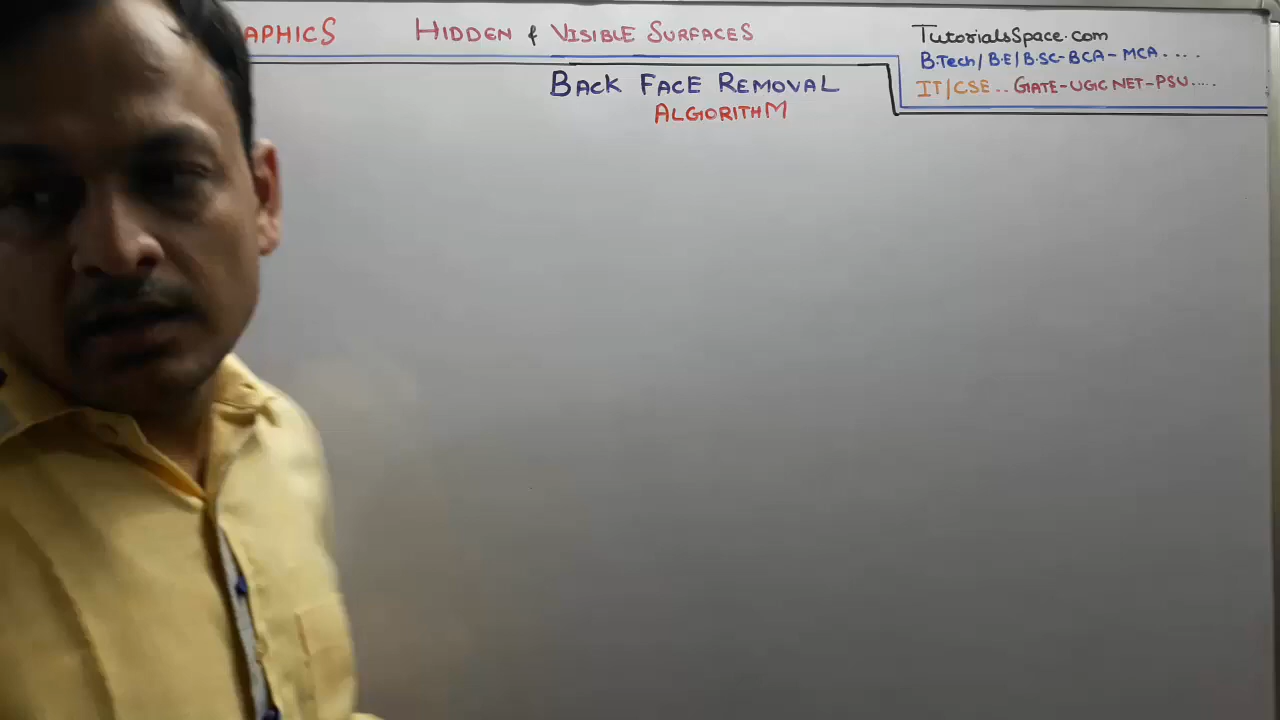 APHICS HIDDEN & VISIBLE SURFACES
TutorialsSpace.com
B.Tech/B.E/B.SC-BCA-MCA.....
IT/CSE.. GATE-UGC NET-PSU.....
BACK FACE REMOVAL
ALGORITHM